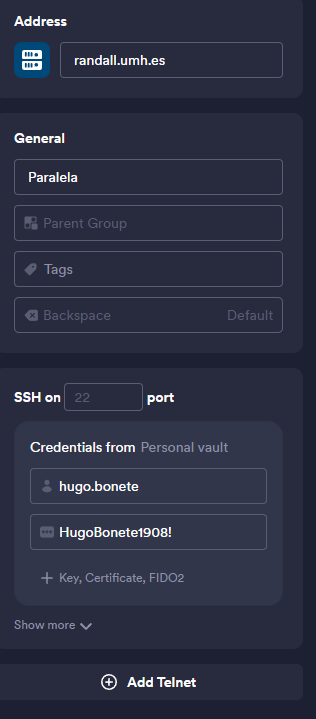 Address
randall.umh.es
General
Paralela
Parent Group
Tags
Backspace Default
SSH on 22 port
Credentials from Personal vault
hugo.bonete
HugoBonete1908!
Key, Certificate, FIDO2
Show more
Add Telnet